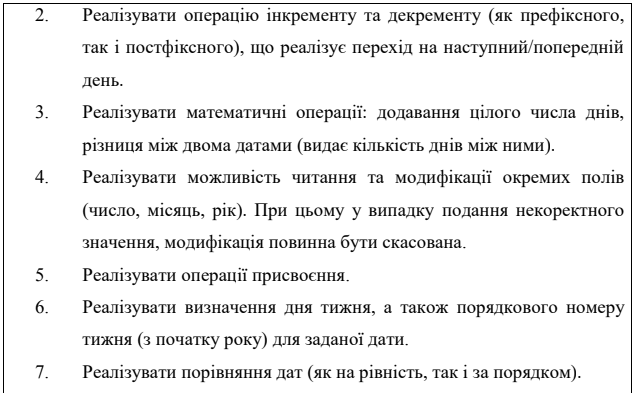 2. Реалізувати операцію інкременту та декременту (як префіксного,
так і постфіксного), що реалізує перехід на наступний/попередній
день.
3. Реалізувати математичні операції: додавання цілого числа днів,
різниця між двома датами (видає кількість днів між ними).
4. Реалізувати можливість читання та модифікації окремих полів
(число, місяць, рік). При цьому у випадку подання некоректного
значення, модифікація повинна бути скасована.
5. Реалізувати операції присвоєння.
6. Реалізувати визначення дня тижня, а також порядкового номеру
тижня (з початку року) для заданої дати.
7. Реалізувати порівняння дат (як на рівність, так і за порядком).